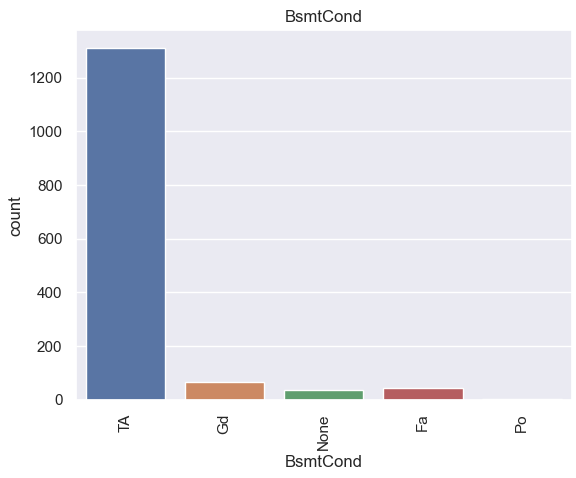 BsmtCond
1200
1000
800
600
400
200
0
count
TA
Gd
None
Fa
Po
BsmtCond